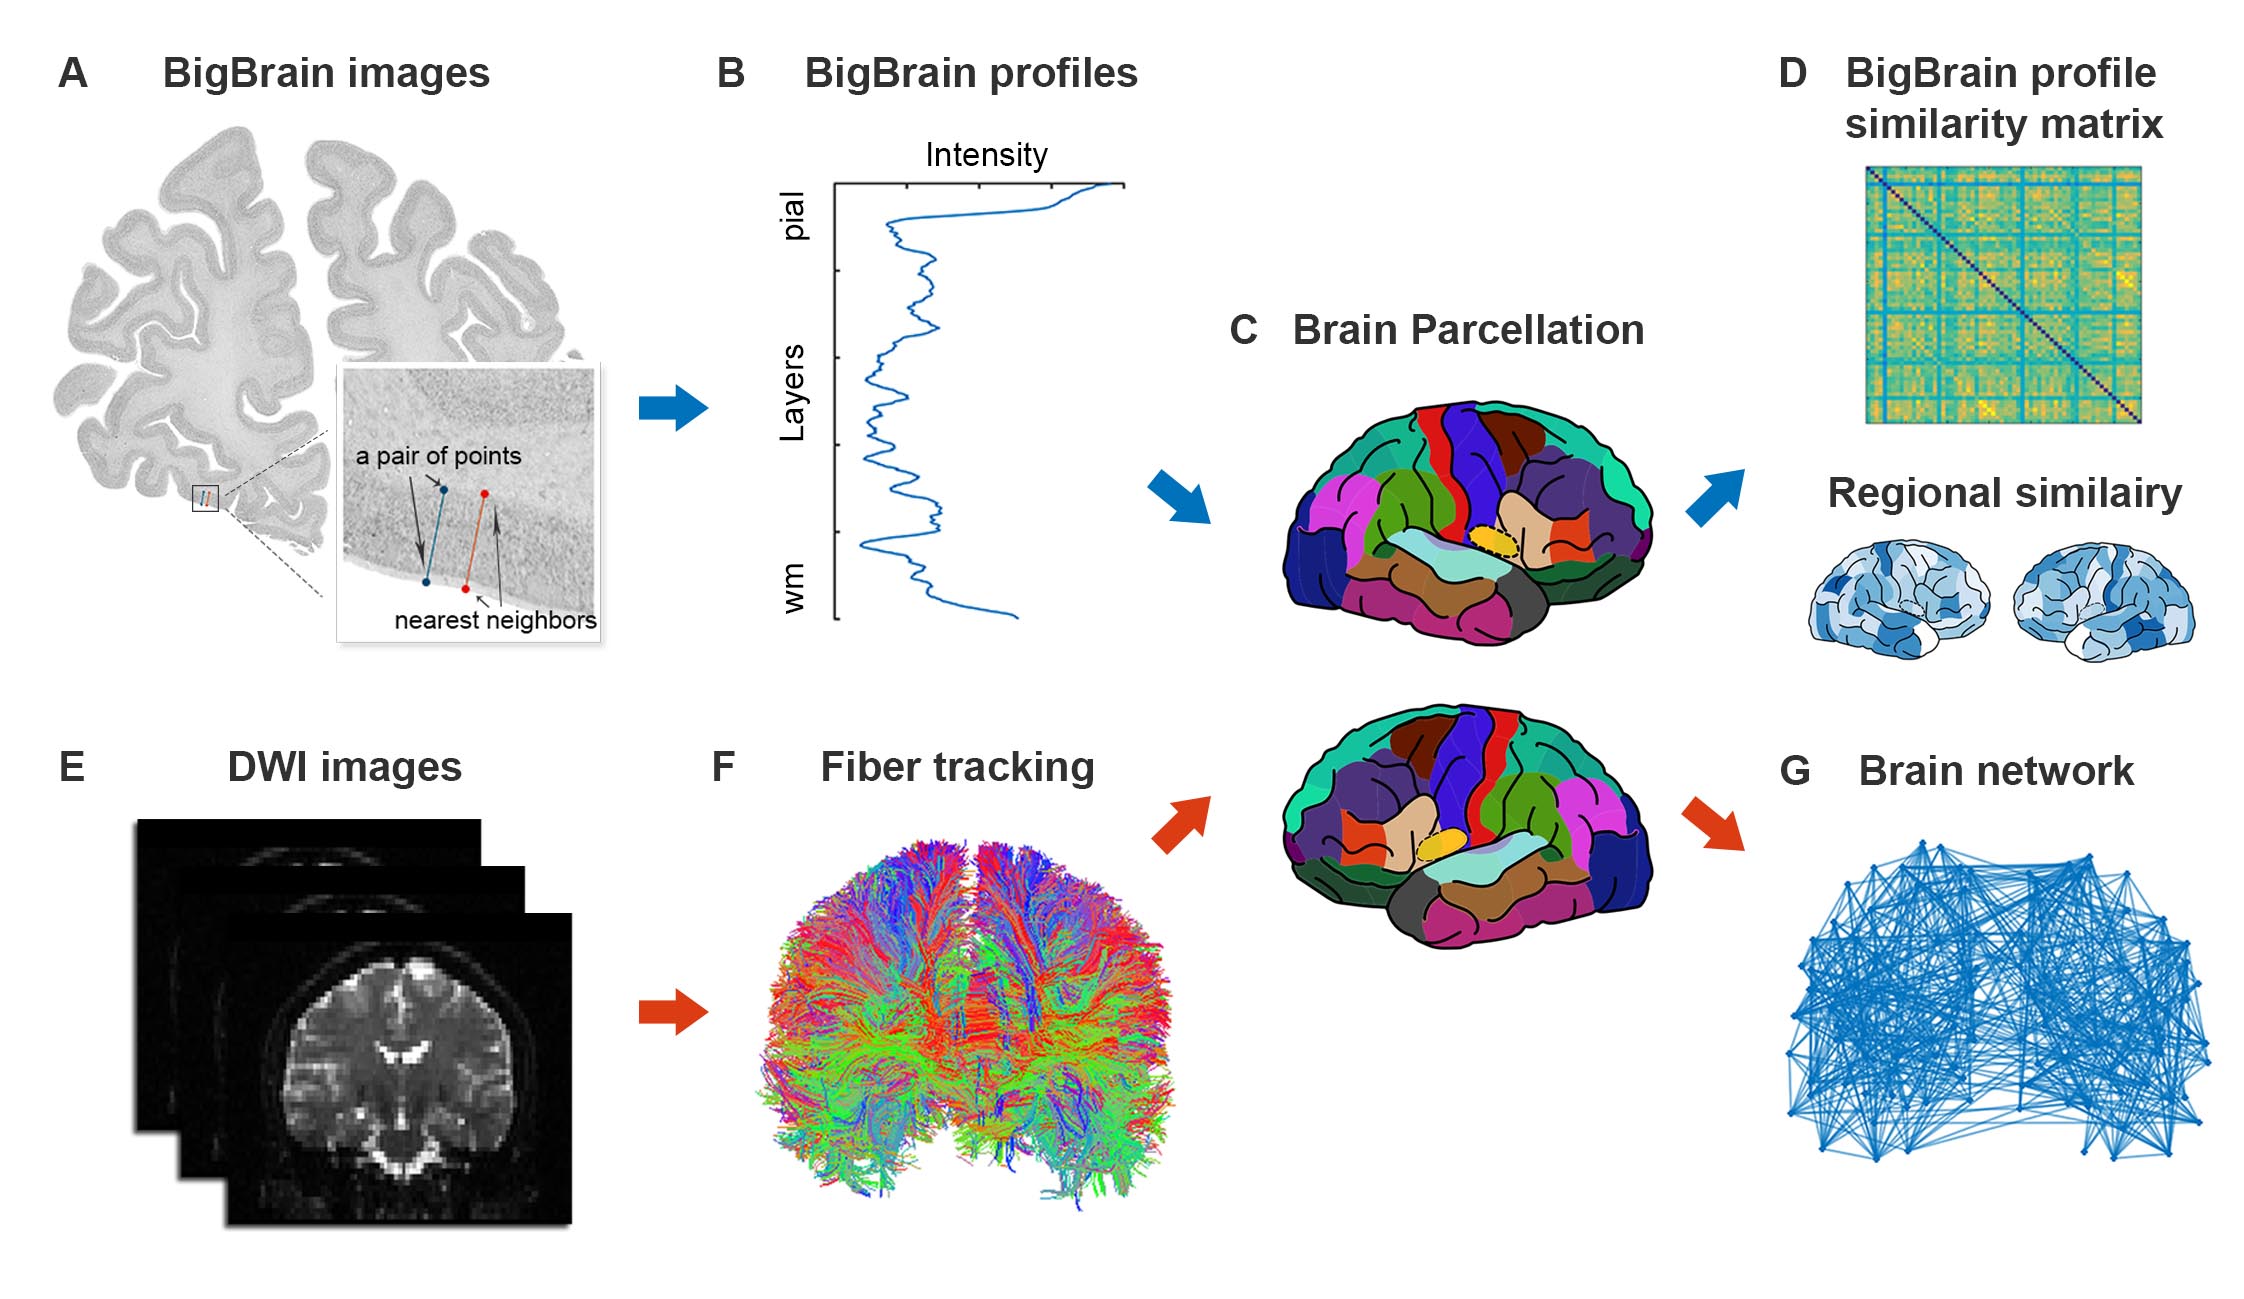 A BigBrain images
a pair of points
nearest neighbors
B BigBrain profiles
Intensity
pial
Layers
wm
C Brain Parcellation
D BigBrain profile
similarity matrix
Regional similairy
E DWI images
F Fiber tracking
G Brain network